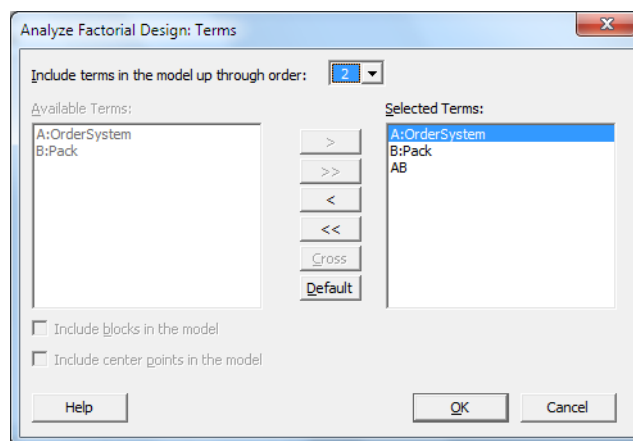 Analyze Factorial Design: Terms
Include terms in the model up through order: 2
Available Terms:
A:OrderSystem
B:Pack
>
>>
<
<<
Cross
Default
Selected Terms:
A:OrderSystem
B:Pack
AB
Include blocks in the model
Include center points in the model
Help
OK
Cancel